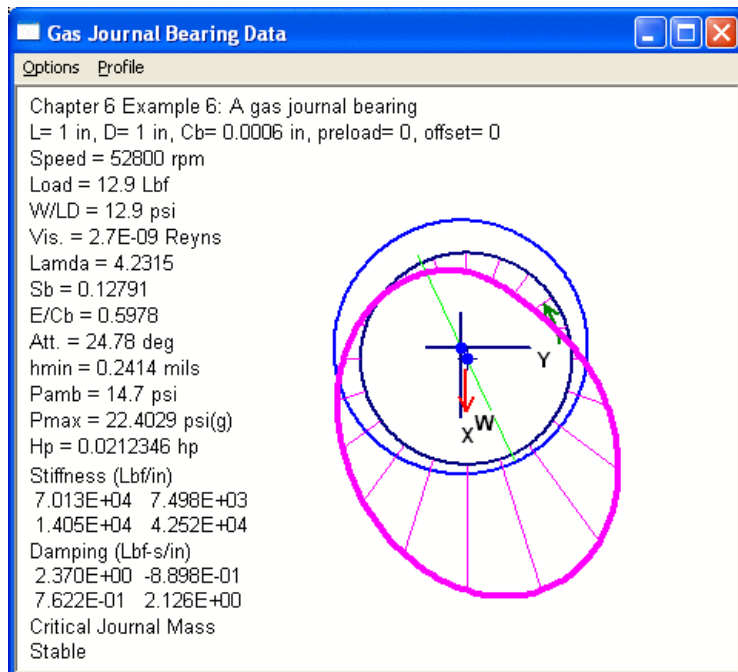 Gas Journal Bearing Data
Options Profile
Chapter 6 Example 6: A gas journal bearing
L= 1 in, D= 1 in, Cb= 0.0006 in, preload= 0, offset= 0
Speed = 52800 rpm
Load = 12.9 Lbf
W/LD = 12.9 psi
Vis. = 2.7E-09 Reyns
Lamda = 4.2315
Sb = 0.12791
E/Cb = 0.5978
Att. = 24.78 deg
hmin = 0.2414 mils
Pamb = 14.7 psi
Pmax = 22.4029 psi(g)
Hp = 0.0212346 hp
Stiffness (Lbf/in)
7.013E+04 7.498E+03
1.405E+04 4.252E+04
Damping (Lbf-s/in)
2.370E+00 -8.898E-01
7.622E-01 2.126E+00
Critical Journal Mass
Stable
Y
W
X